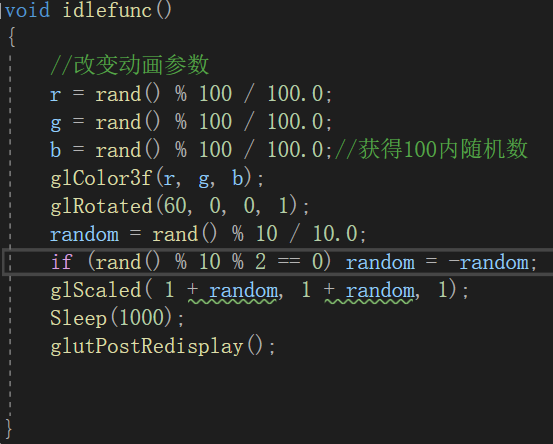 void idlefunc()
{
//改变动画参数
r = rand() % 100 / 100.0;
g = rand() % 100 / 100.0;
b = rand() % 100 / 100.0;//获得100内随机数
glColor3f(r, g, b);
glRotated(60, 0, 0, 1);
random = rand() % 10 / 10.0;
if (rand() % 10 % 2 == 0) random = -random;
glScaled( 1 + random, 1 + random, 1);
Sleep(1000);
glutPostRedisplay();
}